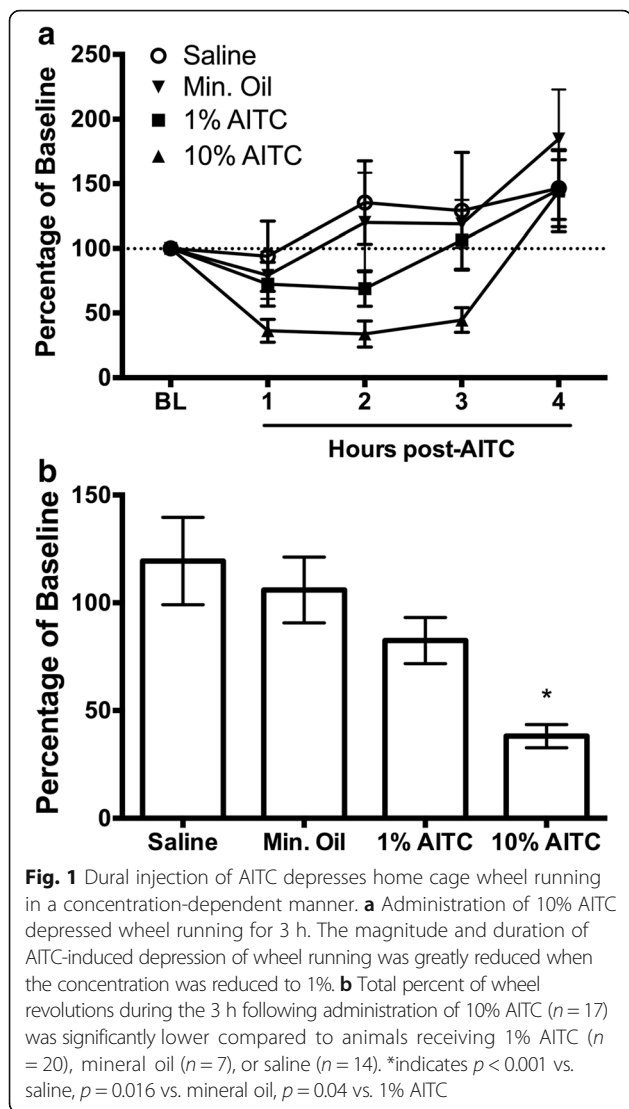 a
Saline
Min. Oil
1% AITC
10% AITC
Percentage of Baseline
250
200
150
100
50
0
BL 1 2 3 4
Hours post-AITC
b
Percentage of Baseline
150
100
50
0
Saline Min. Oil 1% AITC 10% AITC
*
Fig. 1 Dural injection of AITC depresses home cage wheel running
in a concentration-dependent manner. a Administration of 10% AITC
depressed wheel running for 3 h. The magnitude and duration of
AITC-induced depression of wheel running was greatly reduced when
the concentration was reduced to 1%. b Total percent of wheel
revolutions during the 3 h following administration of 10% AITC (n = 17)
was significantly lower compared to animals receiving 1% AITC (n
= 20), mineral oil (n = 7), or saline (n = 14). *indicates p < 0.001 vs.
saline, p = 0.016 vs. mineral oil, p = 0.04 vs. 1% AITC